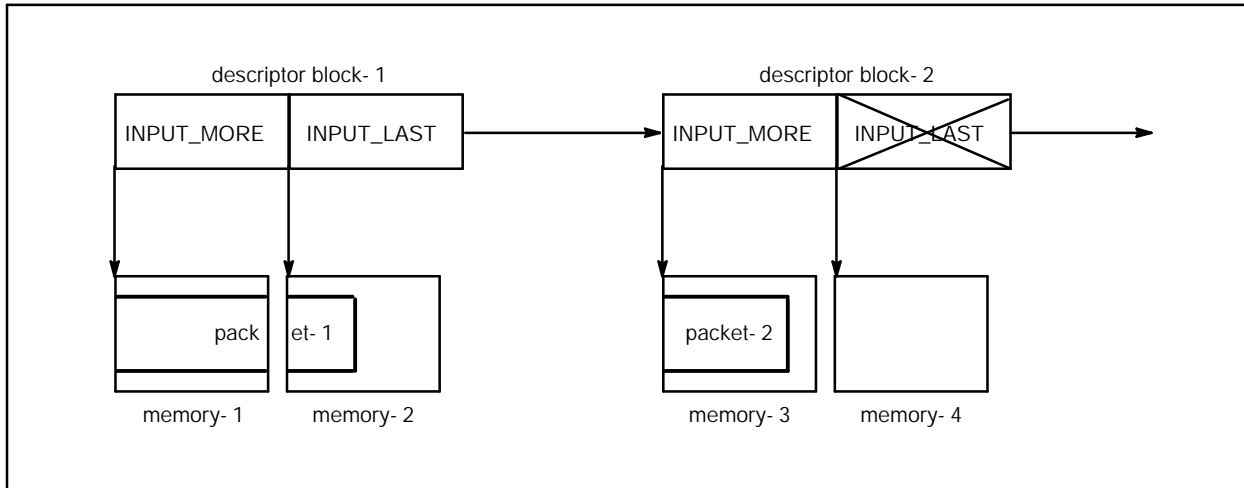 descriptor block- 1
descriptor block- 2
INPUT_MORE
INPUT_LAST
INPUT_MORE
INPUT_LAST
pack
et- 1
packet- 2
memory- 1
memory- 2
memory- 3
memory- 4